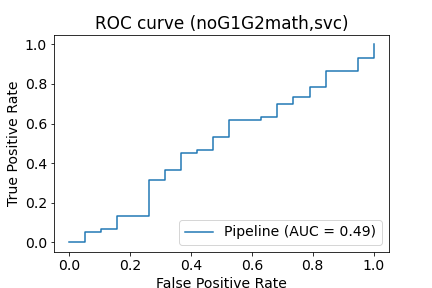 ROC curve (noG1G2math,svc)
True Positive Rate
1.0
0.8
0.6
0.4
0.2
0.0
Pipeline (AUC = 0.49)
0.0 0.2 0.4 0.6 0.8 1.0
False Positive Rate